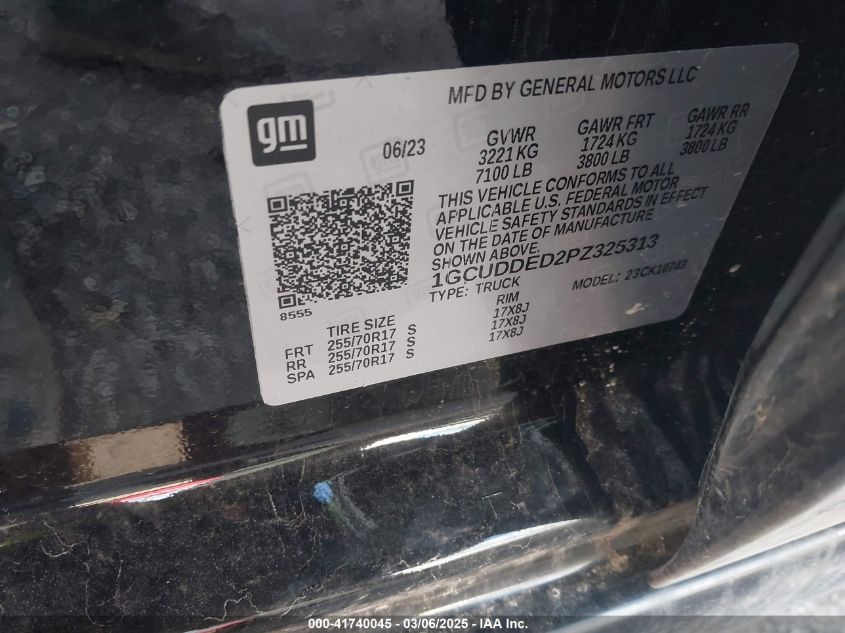 gm
MFD BY GENERAL MOTORS LLC
06/23
GVWR
3221 KG
7100 LB
GAWR FRT
1724 KG
3800 LB
GAWR RR
1724 KG
3800 LB
THIS VEHICLE CONFORMS TO ALL
APPLICABLE U.S. FEDERAL MOTOR
VEHICLE SAFETY STANDARDS IN EFFECT
ON THE DATE OF MANUFACTURE
SHOWN ABOVE.
1GCUDDED2PZ325313
TYPE: TRUCK
MODEL: 23CK10743
8555
TIRE SIZE
RIM
FRT 255/70R17 S 17X8J
RR 255/70R17 S 17X8J
SPA 255/70R17 S 17X8J
000-41740045 - 03/06/2025 - IAA Inc.